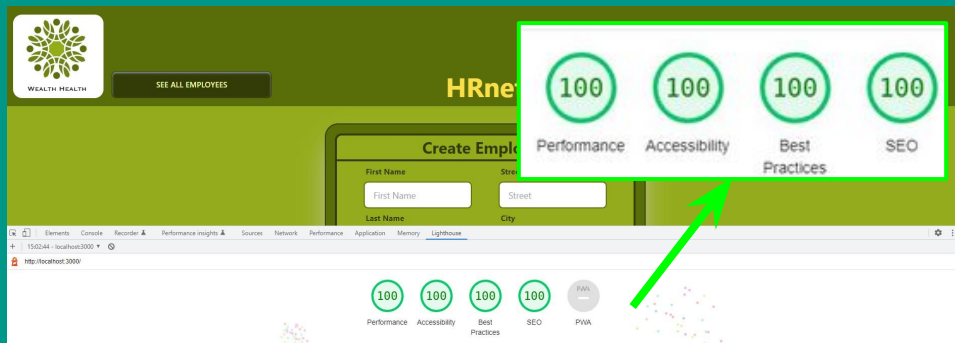 WEALTH HEALTH
SEE ALL EMPLOYEES
HRne
100 100 100 100
Performance Accessibility Best Practices SEO
Create Emplo
First Name Stre
First Name Street
Last Name City
Elements Console Recorder Performance insights Sources Network Performance Application Memory Lighthouse
15:02:44 - localhost:3000
http://localhost:3000/
100 100 100 100 PWA
Performance Accessibility Best Practices SEO PWA